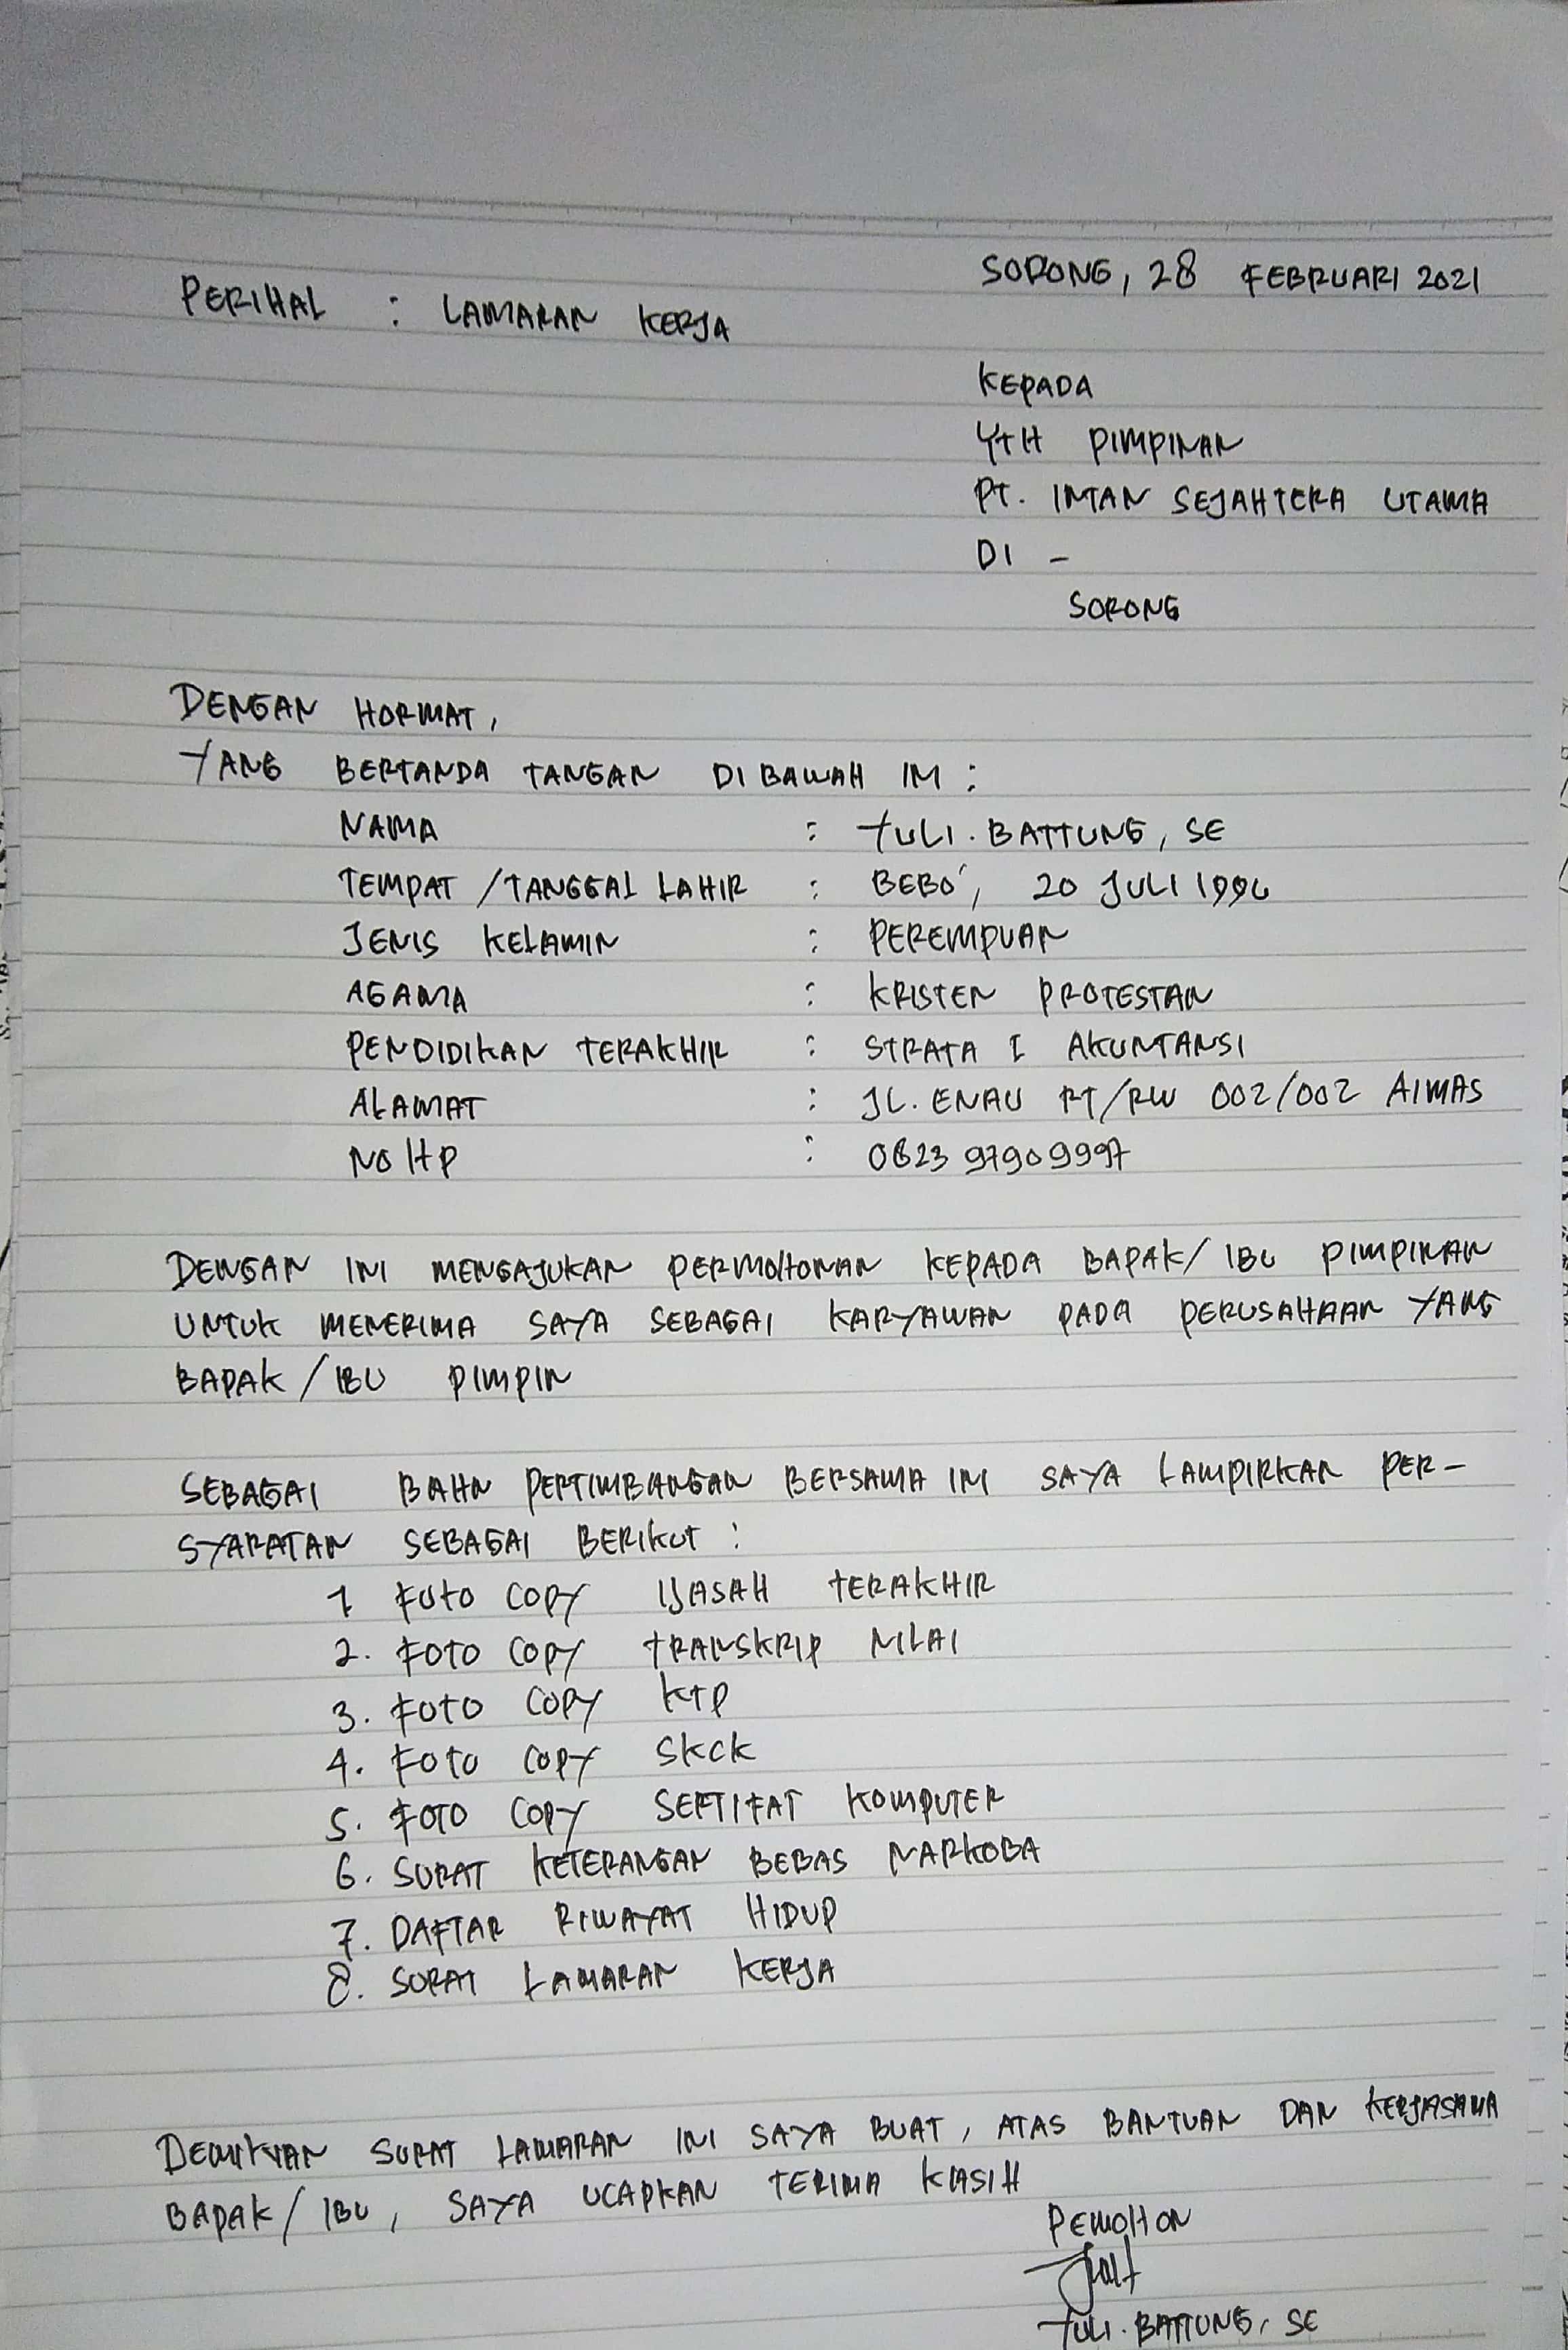 SORONG, 28 FEBRUARI 2021
PERIHAL : LAMARAN KERJA
KEPADA
YTH PIMPINAN
PT. INTAN SEJAHTERA UTAMA
DI -
SORONG
DENGAN HORMAT,
YANG BERTANDA TANGAN DI BAWAH INI :
NAMA : YULI. BATTUNG, SE
TEMPAT / TANGGAL LAHIR : BEBO', 20 JULI 1996
JENIS KELAMIN : PEREMPUAN
AGAMA : KRISTEN PROTESTAN
PENDIDIKAN TERAKHIR : STRATA I AKUNTANSI
ALAMAT : JL. ENAU RT/RW 002/002 AIMAS
NO HP : 0823 97909997
DENGAN INI MENGAJUKAN PERMOHONAN KEPADA BAPAK/ IBU PIMPINAN
UNTUK MENERIMA SAYA SEBAGAI KARYAWAN PADA PERUSAHAAN YANG
BAPAK / IBU PIMPIN
SEBAGAI BAHN PERTIMBANGAN BERSAMA INI SAYA LAMPIRKAN PER-
SYARATAN SEBAGAI BERIKUT :
1 FOTO COPY IJASAH TERAKHIR
2. FOTO COPY TRANSKRIP NILAI
3. FOTO COPY KTP
4. FOTO COPY SKCK
5. FOTO COPY SERTIFAT KOMPUTER
6. SURAT KETERANGAN BEBAS NARKOBA
7. DAFTAR RIWAYAT HIDUP
8. SURAT LAMARAN KERJA
DEMIKIAN SURAT LAMARAN INI SAYA BUAT, ATAS BANTUAN DAN KERJASAMA
BAPAK/ IBU, SAYA UCAPKAN TERIMA KASIH
PEMOHON
YULI. BATTUNG, SE